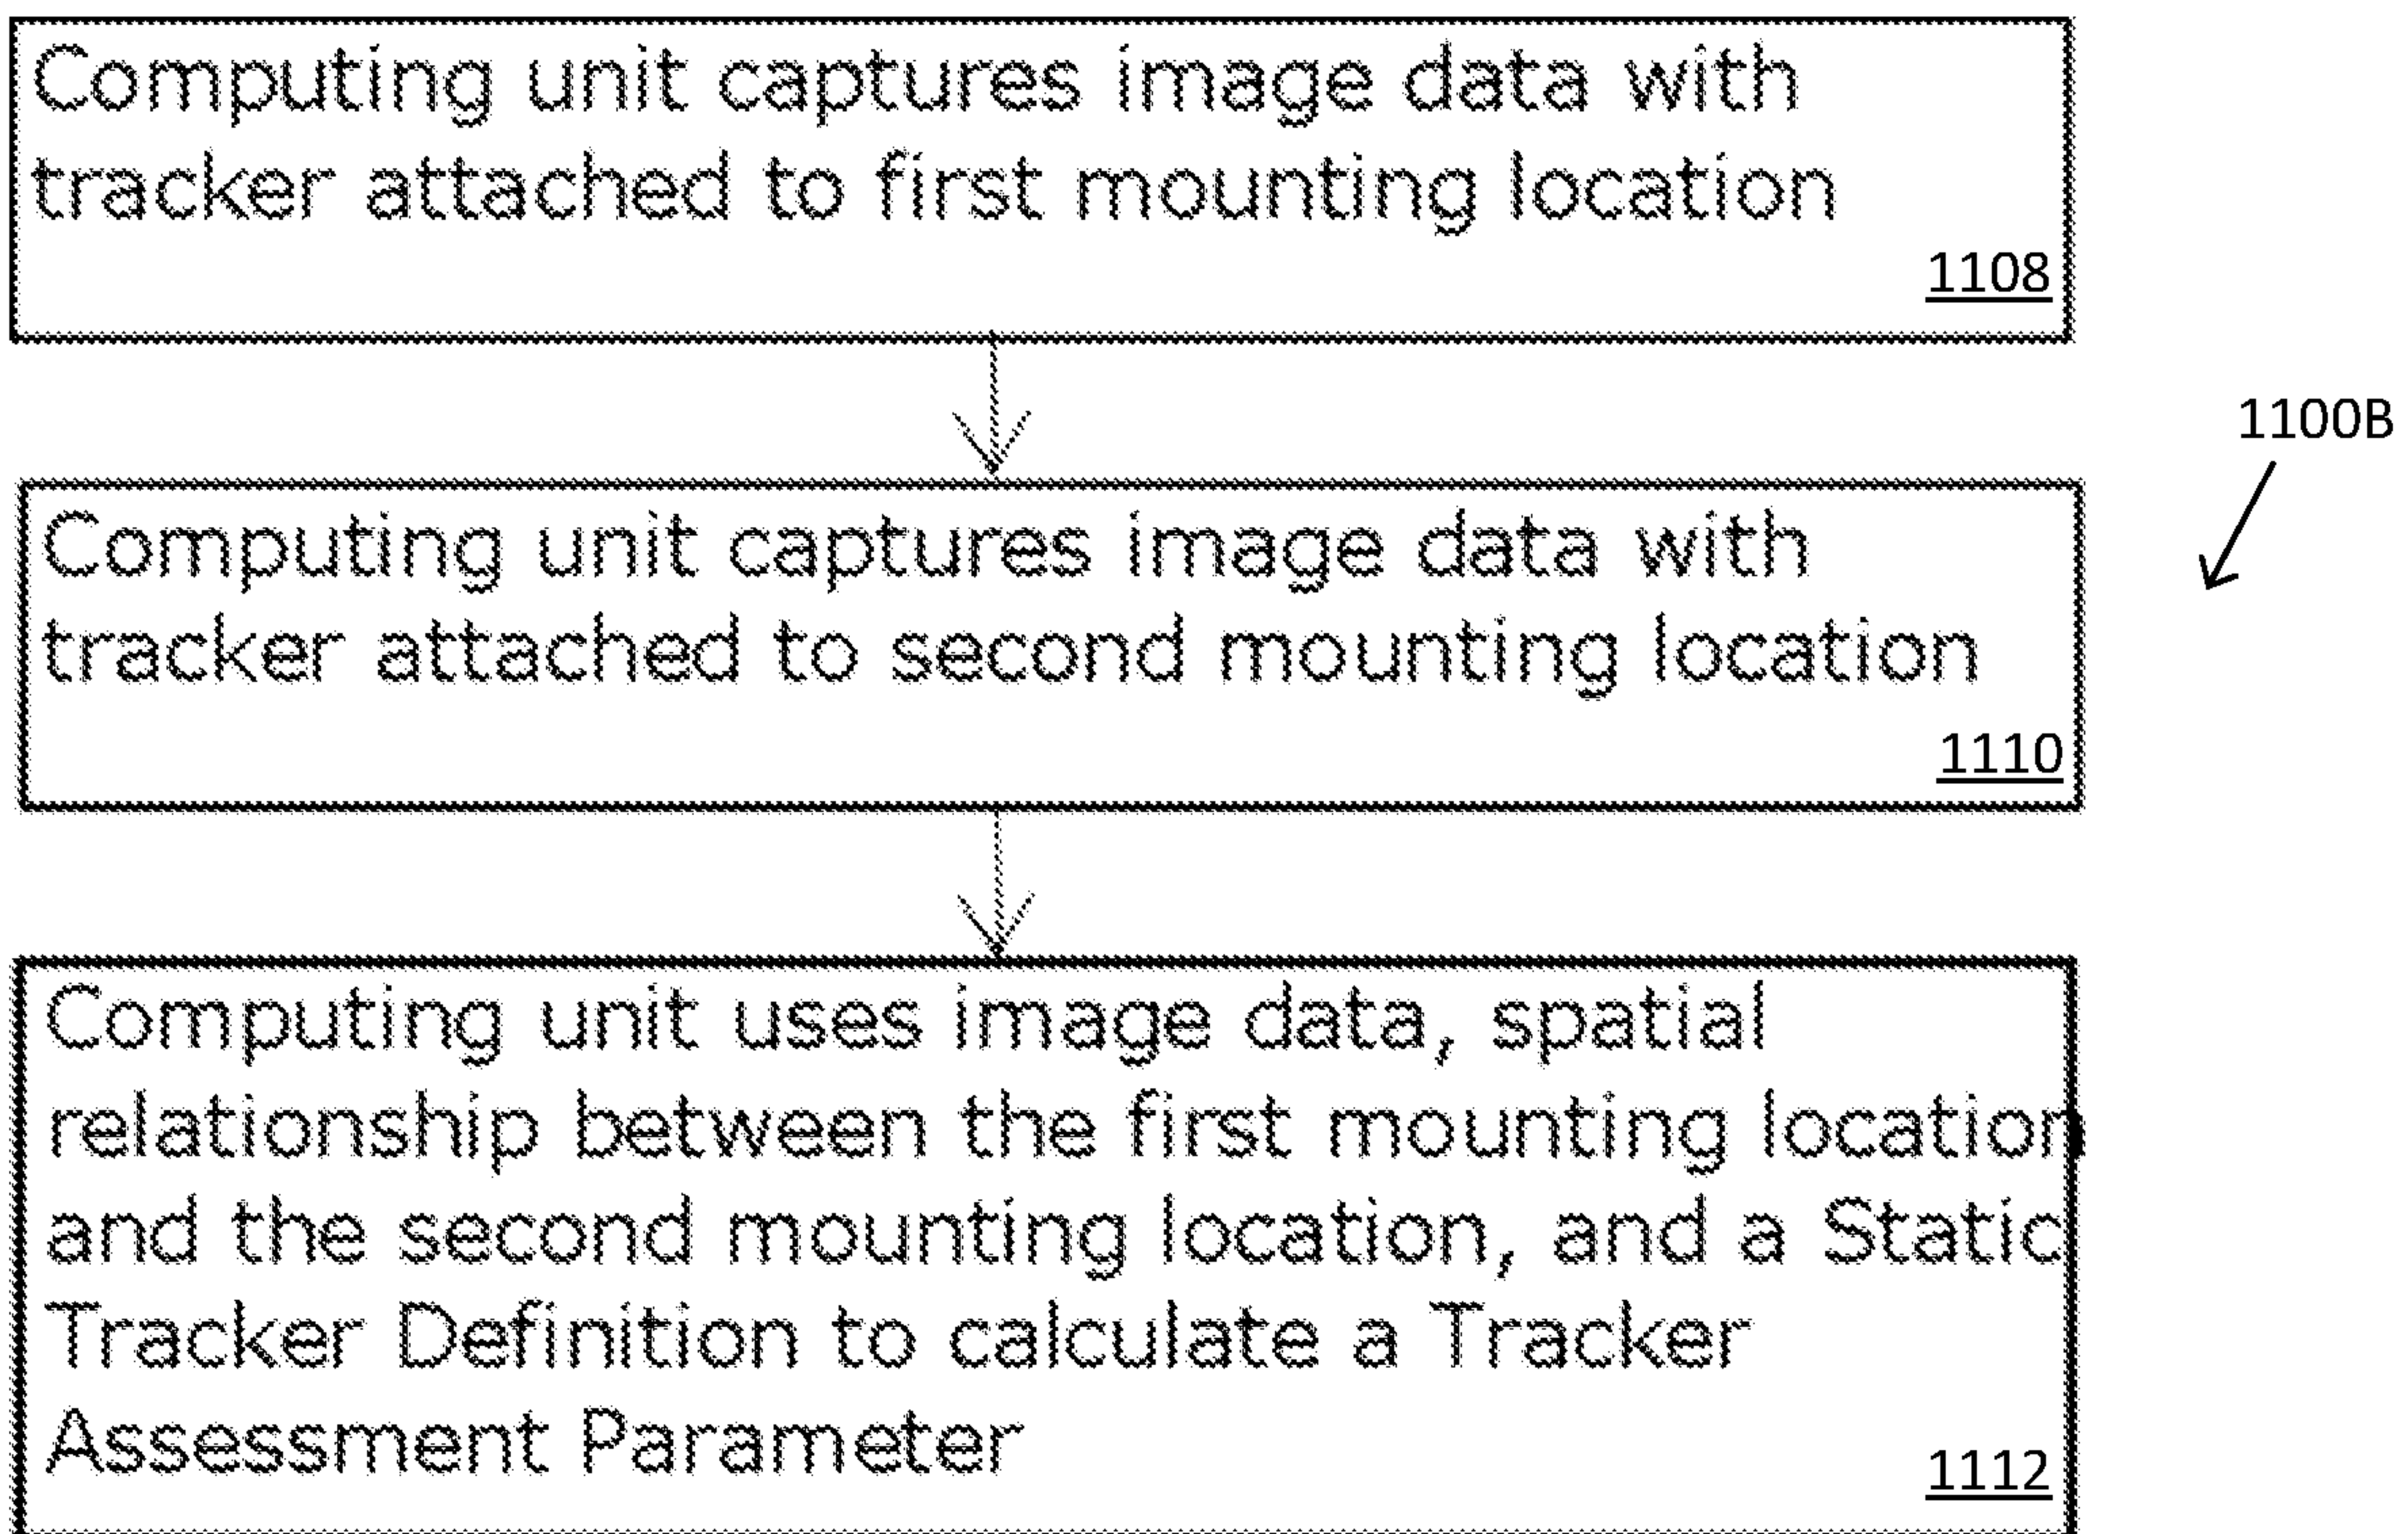 Computing unit captures image data with
tracker attached to first mounting location
1108
1100B
Computing unit captures image data with
tracker attached to second mounting location
1110
Computing unit uses image data, spatial
relationship between the first mounting location
and the second mounting location, and a Static
Tracker Definition to calculate a Tracker
Assessment Parameter
1112